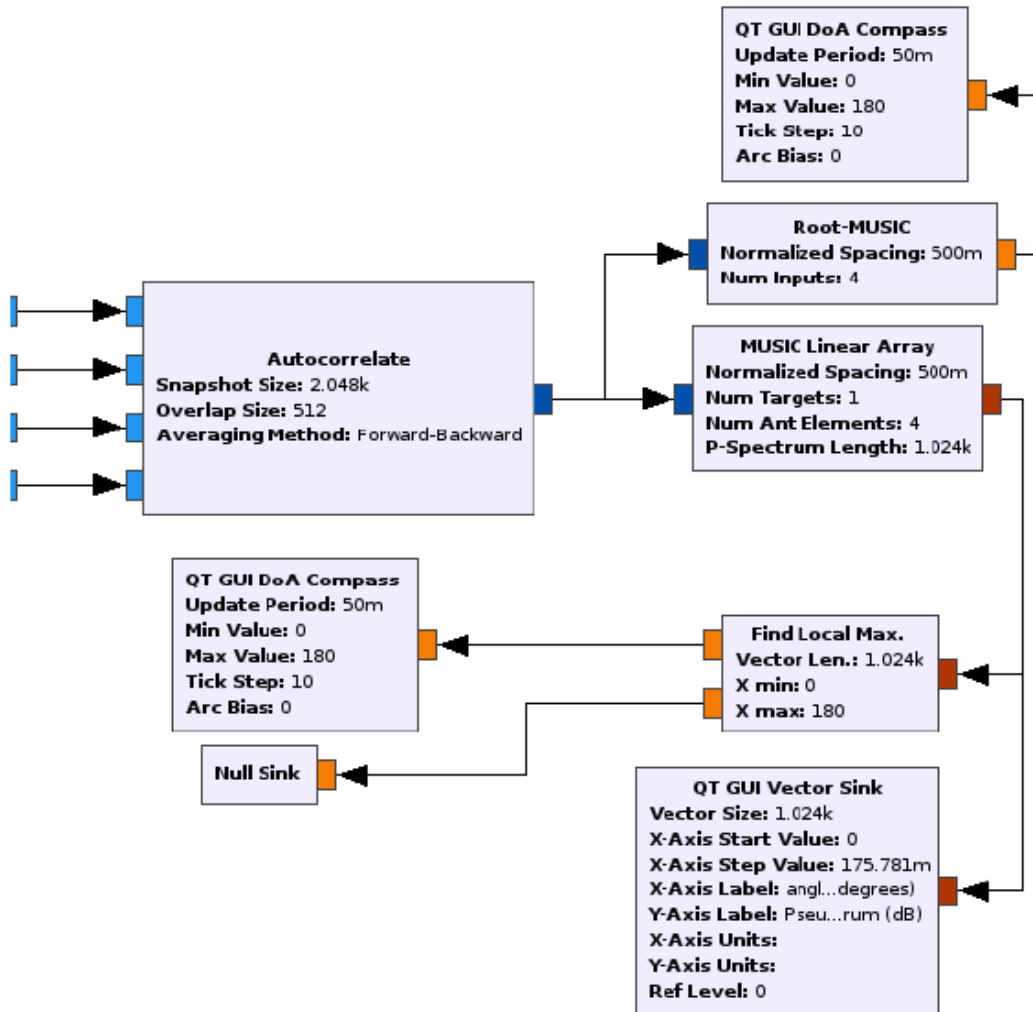 QT GUI DoA Compass
Update Period: 50m
Min Value: 0
Max Value: 180
Tick Step: 10
Arc Bias: 0
Root-MUSIC
Normalized Spacing: 500m
Num Inputs: 4
Autocorrelate
Snapshot Size: 2.048k
Overlap Size: 512
Averaging Method: Forward-Backward
MUSIC Linear Array
Normalized Spacing: 500m
Num Targets: 1
Num Ant Elements: 4
P-Spectrum Length: 1.024k
QT GUI DoA Compass
Update Period: 50m
Min Value: 0
Max Value: 180
Tick Step: 10
Arc Bias: 0
Find Local Max.
Vector Len.: 1.024k
X min: 0
X max: 180
Null Sink
QT GUI Vector Sink
Vector Size: 1.024k
X-Axis Start Value: 0
X-Axis Step Value: 175.781m
X-Axis Label: angl...degrees)
Y-Axis Label: Pseu...rum (dB)
X-Axis Units:
Y-Axis Units:
Ref Level: 0